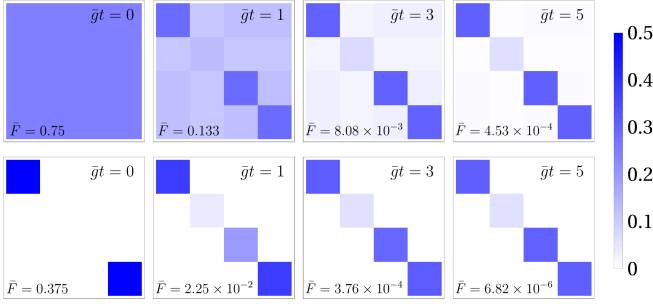 ḡt = 0
F̄ = 0.75
ḡt = 1
F̄ = 0.133
ḡt = 3
F̄ = 8.08 × 10⁻³
ḡt = 5
F̄ = 4.53 × 10⁻⁴
ḡt = 0
F̄ = 0.375
ḡt = 1
F̄ = 2.25 × 10⁻²
ḡt = 3
F̄ = 3.76 × 10⁻⁴
ḡt = 5
F̄ = 6.82 × 10⁻⁶
0.5
0.4
0.3
0.2
0.1
0